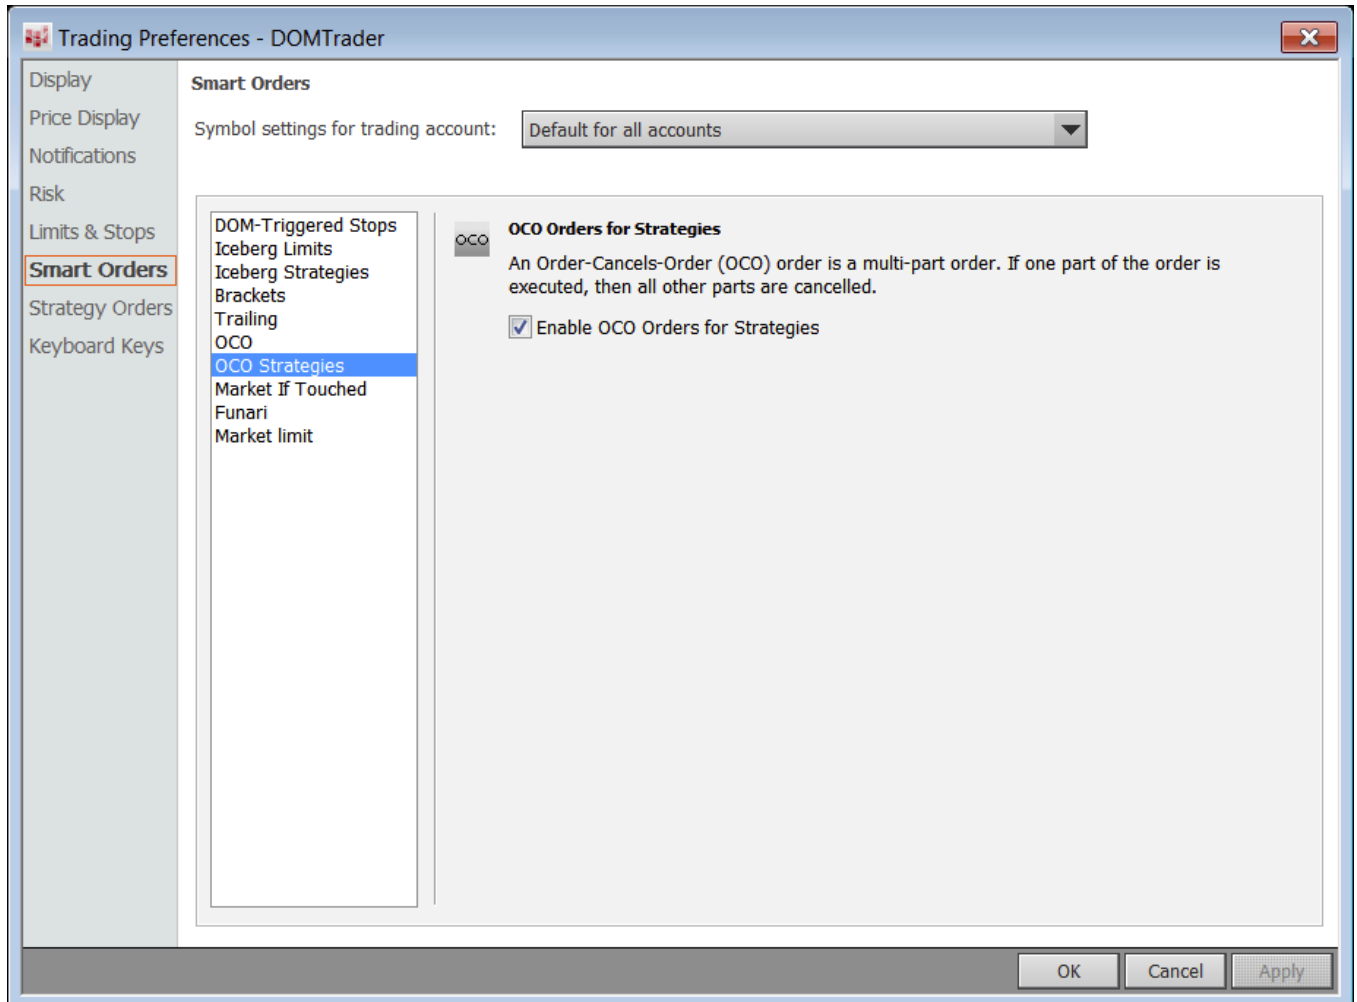 Trading Preferences - DOMTrader
Display
Price Display
Notifications
Risk
Limits & Stops
Smart Orders
Strategy Orders
Keyboard Keys
Smart Orders
Symbol settings for trading account:
Default for all accounts
DOM-Triggered Stops
Iceberg Limits
Iceberg Strategies
Brackets
Trailing
OCO
OCO Strategies
Market If Touched
Funari
Market limit
OCO
OCO Orders for Strategies
An Order-Cancels-Order (OCO) order is a multi-part order. If one part of the order is
executed, then all other parts are cancelled.
Enable OCO Orders for Strategies
OK
Cancel
Apply